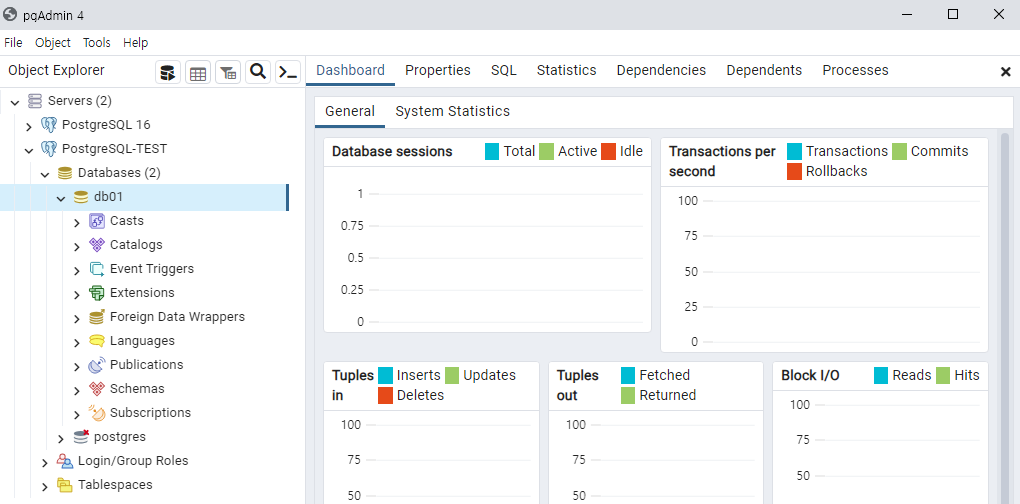 pgAdmin 4
File Object Tools Help
Object Explorer
Dashboard Properties SQL Statistics Dependencies Dependents Processes
Servers (2)
PostgreSQL 16
PostgreSQL-TEST
Databases (2)
db01
Casts
Catalogs
Event Triggers
Extensions
Foreign Data Wrappers
Languages
Publications
Schemas
Subscriptions
postgres
Login/Group Roles
Tablespaces
General System Statistics
Database sessions Total Active Idle
1
0.75
0.5
0.25
0
Transactions per second Transactions Commits Rollbacks
100
75
50
25
0
Tuples in Inserts Updates Deletes
100
75
50
Tuples out Fetched Returned
100
75
50
Block I/O Reads Hits
100
75
50